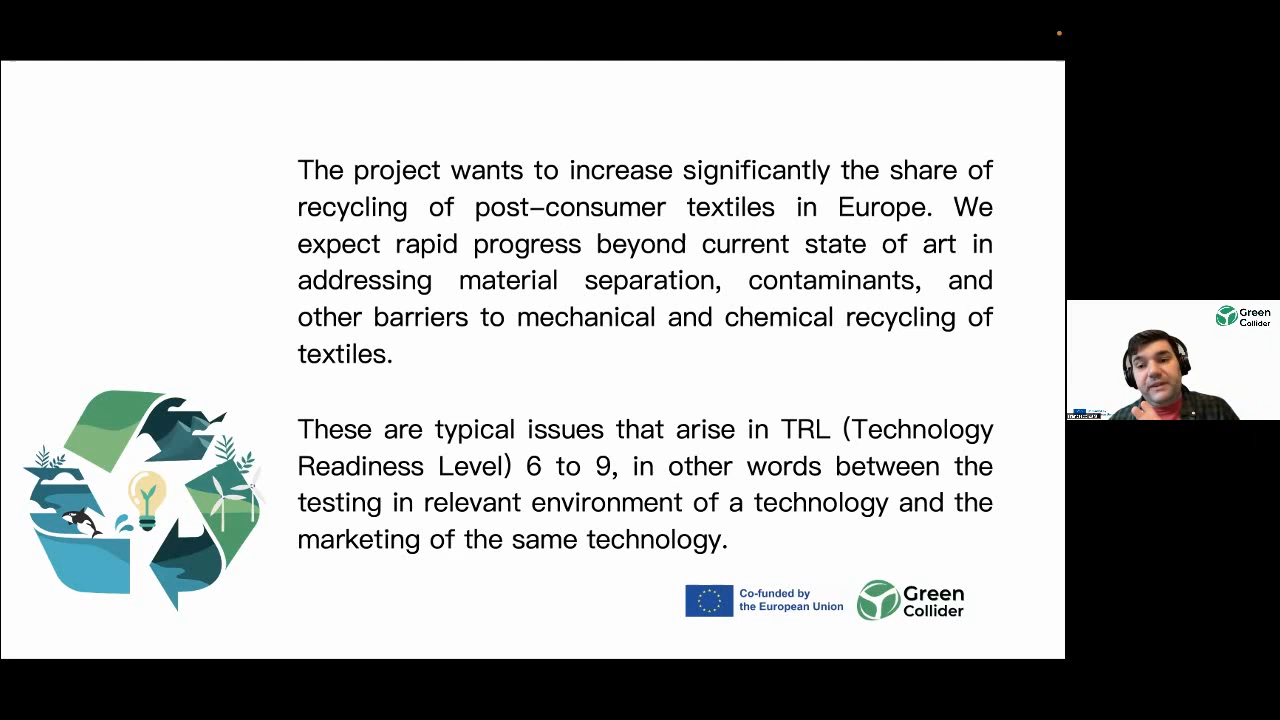 The project wants to increase significantly the share of
recycling of post–consumer textiles in Europe. We
expect rapid progress beyond current state of art in
addressing material separation, contaminants, and
other barriers to mechanical and chemical recycling of
textiles.
These are typical issues that arise in TRL (Technology
Readiness Level) 6 to 9, in other words between the
testing in relevant environment of a technology and the
marketing of the same technology.
Co-funded by
the European Union
Green
Collider
Green
Collider